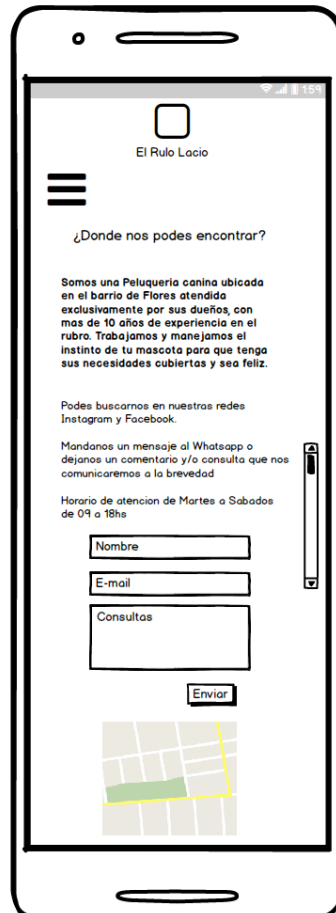 1:59
El Rulo Lacio
¿Donde nos podes encontrar?
Somos una Peluqueria canina ubicada
en el barrio de Flores atendida
exclusivamente por sus dueños, con
mas de 10 años de experiencia en el
rubro. Trabajamos y manejamos el
instinto de tu mascota para que tenga
sus necesidades cubiertas y sea feliz.
Podes buscarnos en nuestras redes
Instagram y Facebook.
Mandanos un mensaje al Whatsapp o
dejanos un comentario y/o consulta que nos
comunicaremos a la brevedad
Horario de atencion de Martes a Sabados
de 09 a 18hs
Nombre
E-mail
Consultas
Enviar